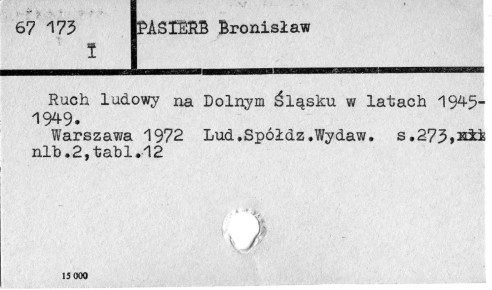 67 173 PASIERB Bronisław
I
Ruch ludowy na Dolnym Śląsku w latach 1945-
1949.
Warszawa 1972 Lud.Spółdz.Wydaw. s.273,
nlb.2,tabl.12
15 000